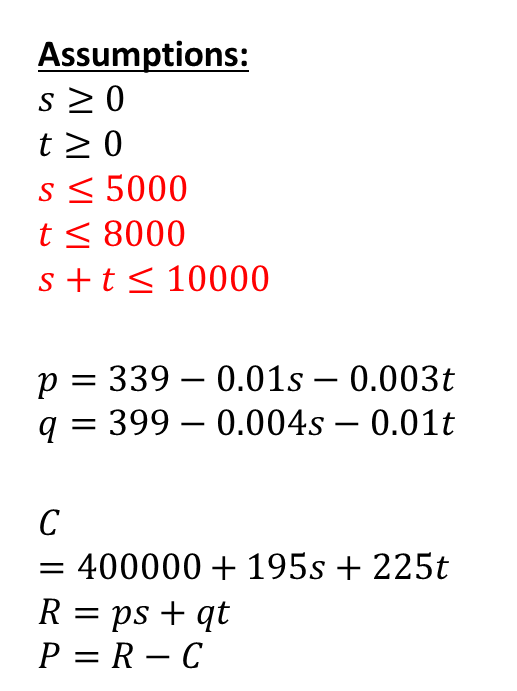 Assumptions:
s ≥ 0
t ≥ 0
s ≤ 5000
t ≤ 8000
s + t ≤ 10000
p = 339 − 0.01s − 0.003t
q = 399 − 0.004s − 0.01t
C
= 400000 + 195s + 225t
R = ps + qt
P = R − C